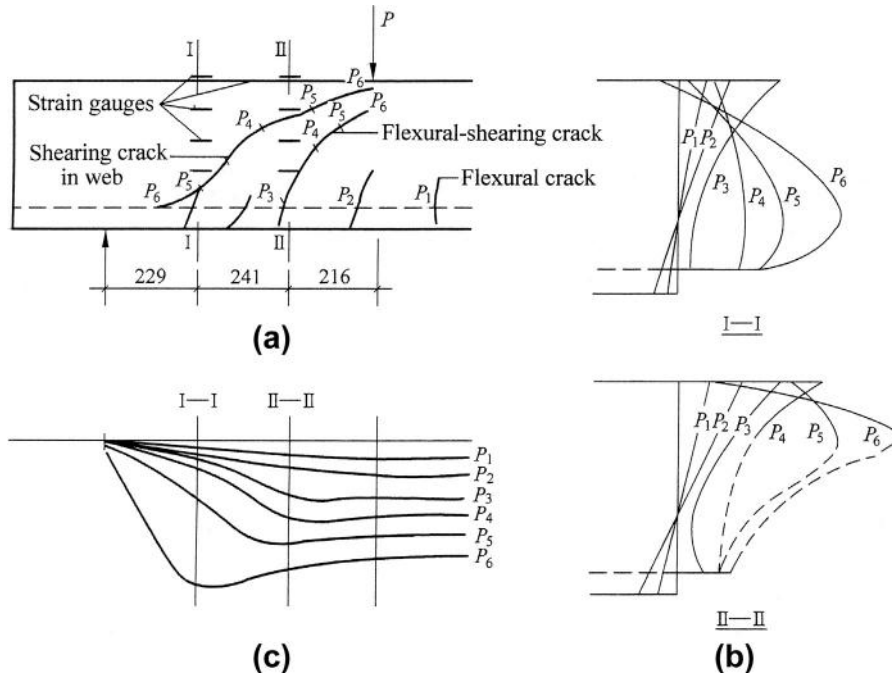 I II P
Strain gauges
P₄ P₅ P₆
P₄ P₅ P₆
Flexural-shearing crack
Shearing crack
in web
P₆ P₅ P₃ P₂ P₁
Flexural crack
I II
229 241 216
(a)
P₁ P₂ P₃ P₄ P₅ P₆
I—I
I—I II—II
P₁
P₂
P₃
P₄
P₅
P₆
(c)
P₁ P₂ P₃ P₄ P₅ P₆
II—II
(b)